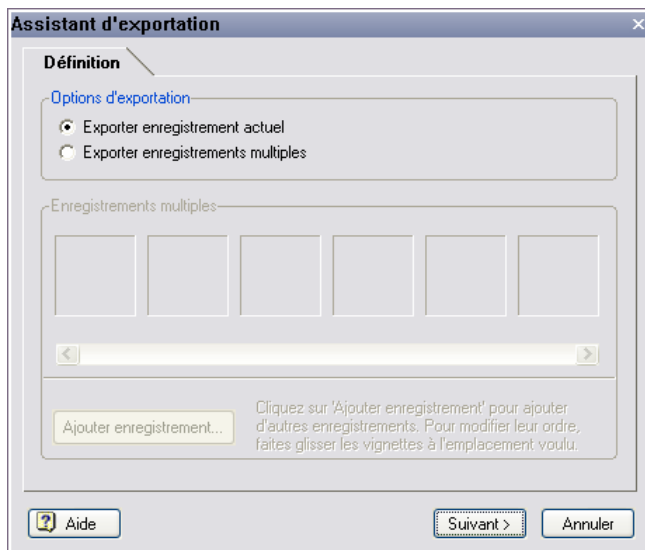 Assistant d'exportation
Définition
Options d'exportation
Exporter enregistrement actuel
Exporter enregistrements multiples
Enregistrements multiples
Ajouter enregistrement...
Cliquez sur 'Ajouter enregistrement' pour ajouter
d'autres enregistrements. Pour modifier leur ordre,
faites glisser les vignettes à l'emplacement voulu.
Aide
Suivant >
Annuler